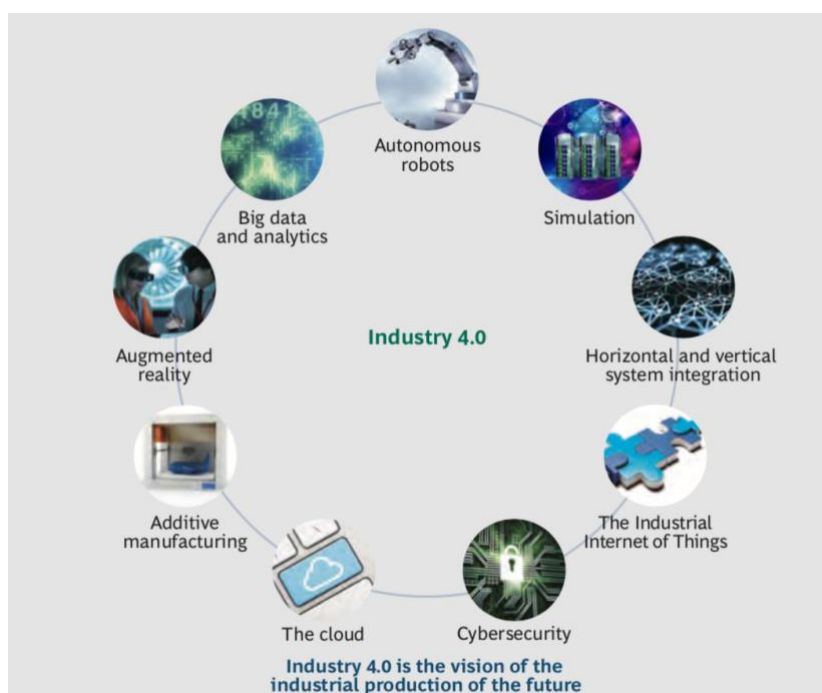 Autonomous
robots
Simulation
Horizontal and vertical
system integration
The Industrial
Internet of Things
Cybersecurity
The cloud
Additive
manufacturing
Augmented
reality
Big data
and analytics
Industry 4.0
Industry 4.0 is the vision of the
industrial production of the future